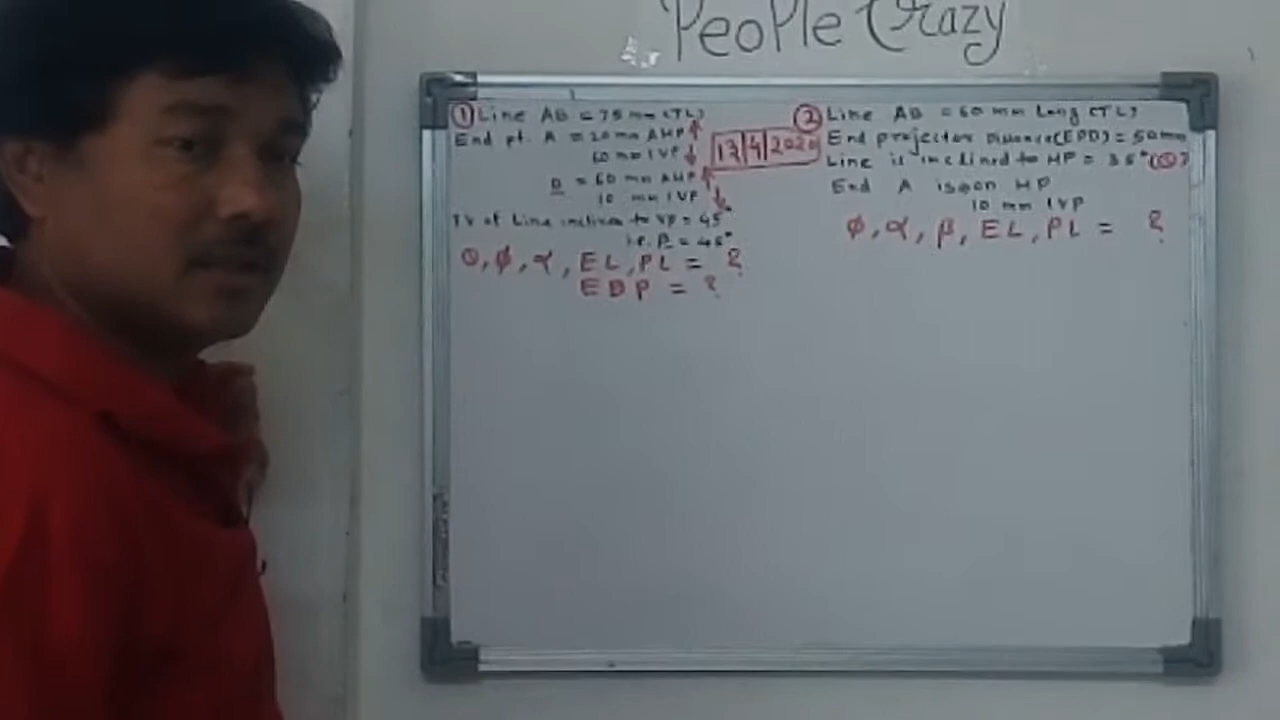 PeoPle Crazy
① Line AB = 75 mm (TL)
End pt. A = 20 mm AHP ↑
60 mm IVP ↓
13|4|2020
B = 60 mm AHP ↑
10 mm IVP ↓
TV of Line inclines to VP = 45°
i.e. β = 45°
θ, φ, α, EL, PL = ?
EDP = ?
② Line AB = 60 mm Long (TL)
End projector Distance (EPD) = 50mm
Line is inclined to HP = 35° (θ)
End A is on HP
10 mm IVP
φ, α, β, EL, PL = ?